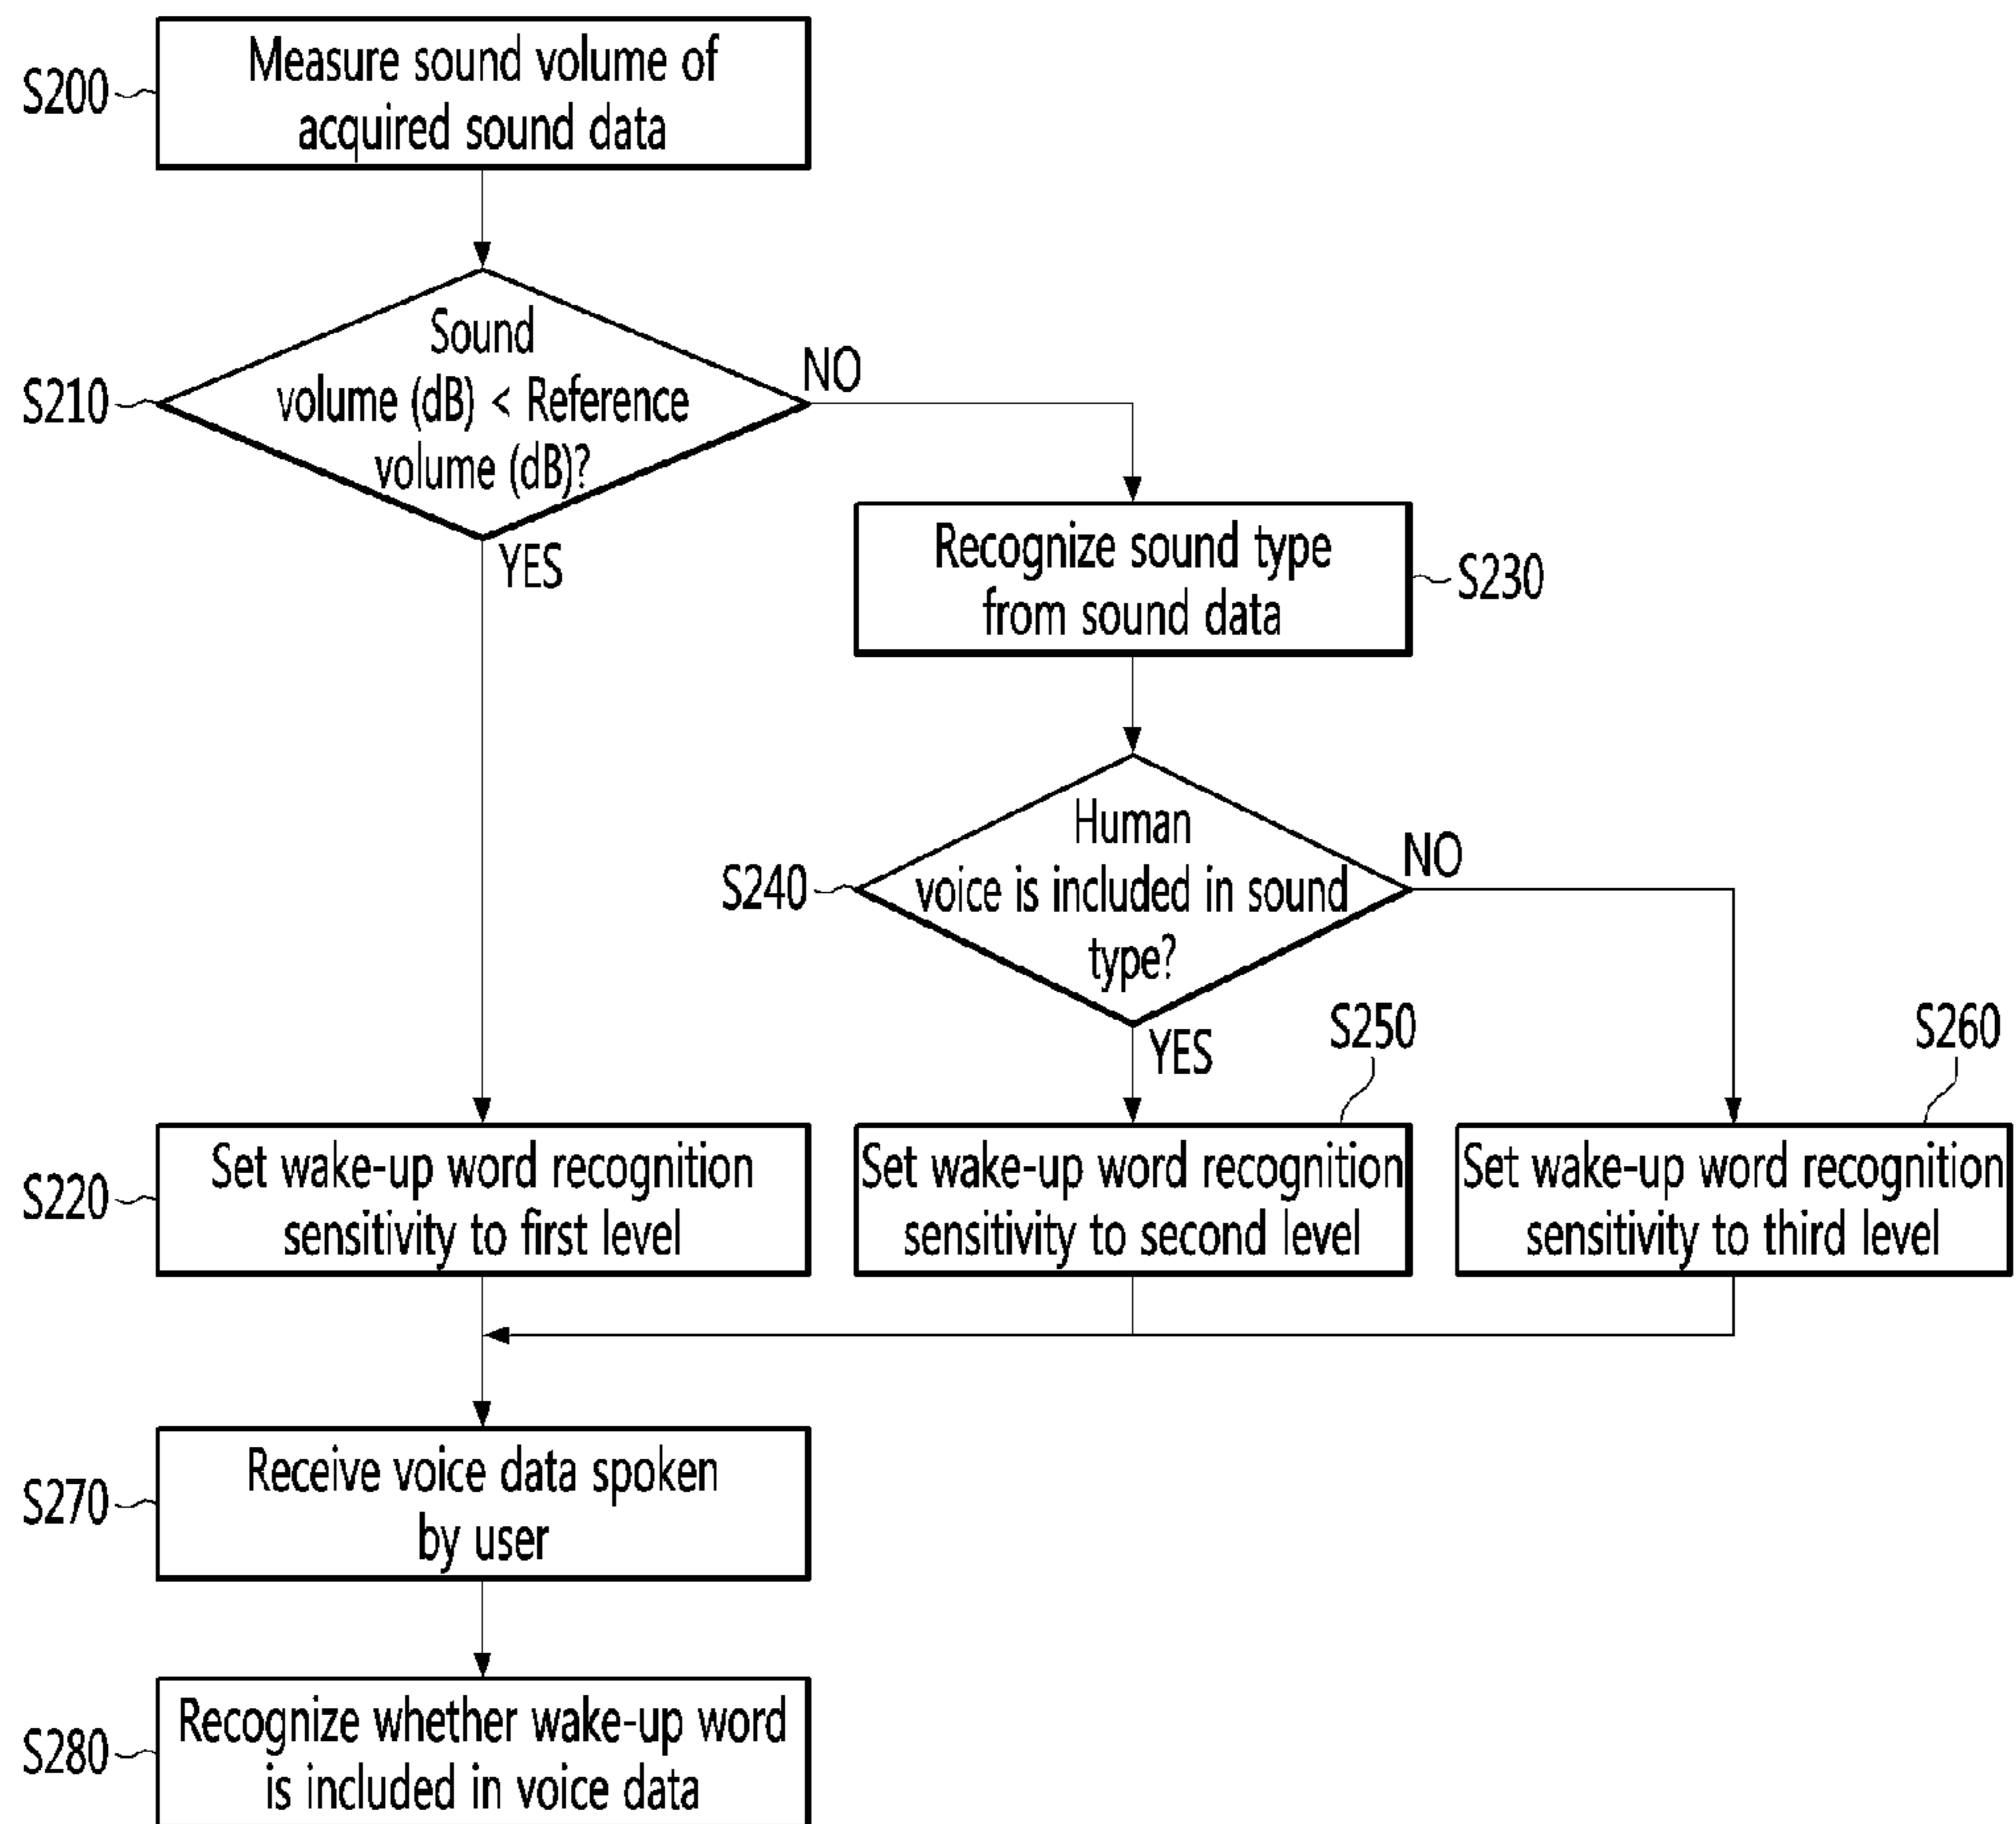 S200
Measure sound volume of
acquired sound data
S210
Sound
volume (dB) < Reference
volume (dB)?
NO
YES
Recognize sound type
from sound data
S230
S240
Human
voice is included in sound
type?
NO
YES
S250
S260
S220
Set wake-up word recognition
sensitivity to first level
Set wake-up word recognition
sensitivity to second level
Set wake-up word recognition
sensitivity to third level
S270
Receive voice data spoken
by user
S280
Recognize whether wake-up word
is included in voice data